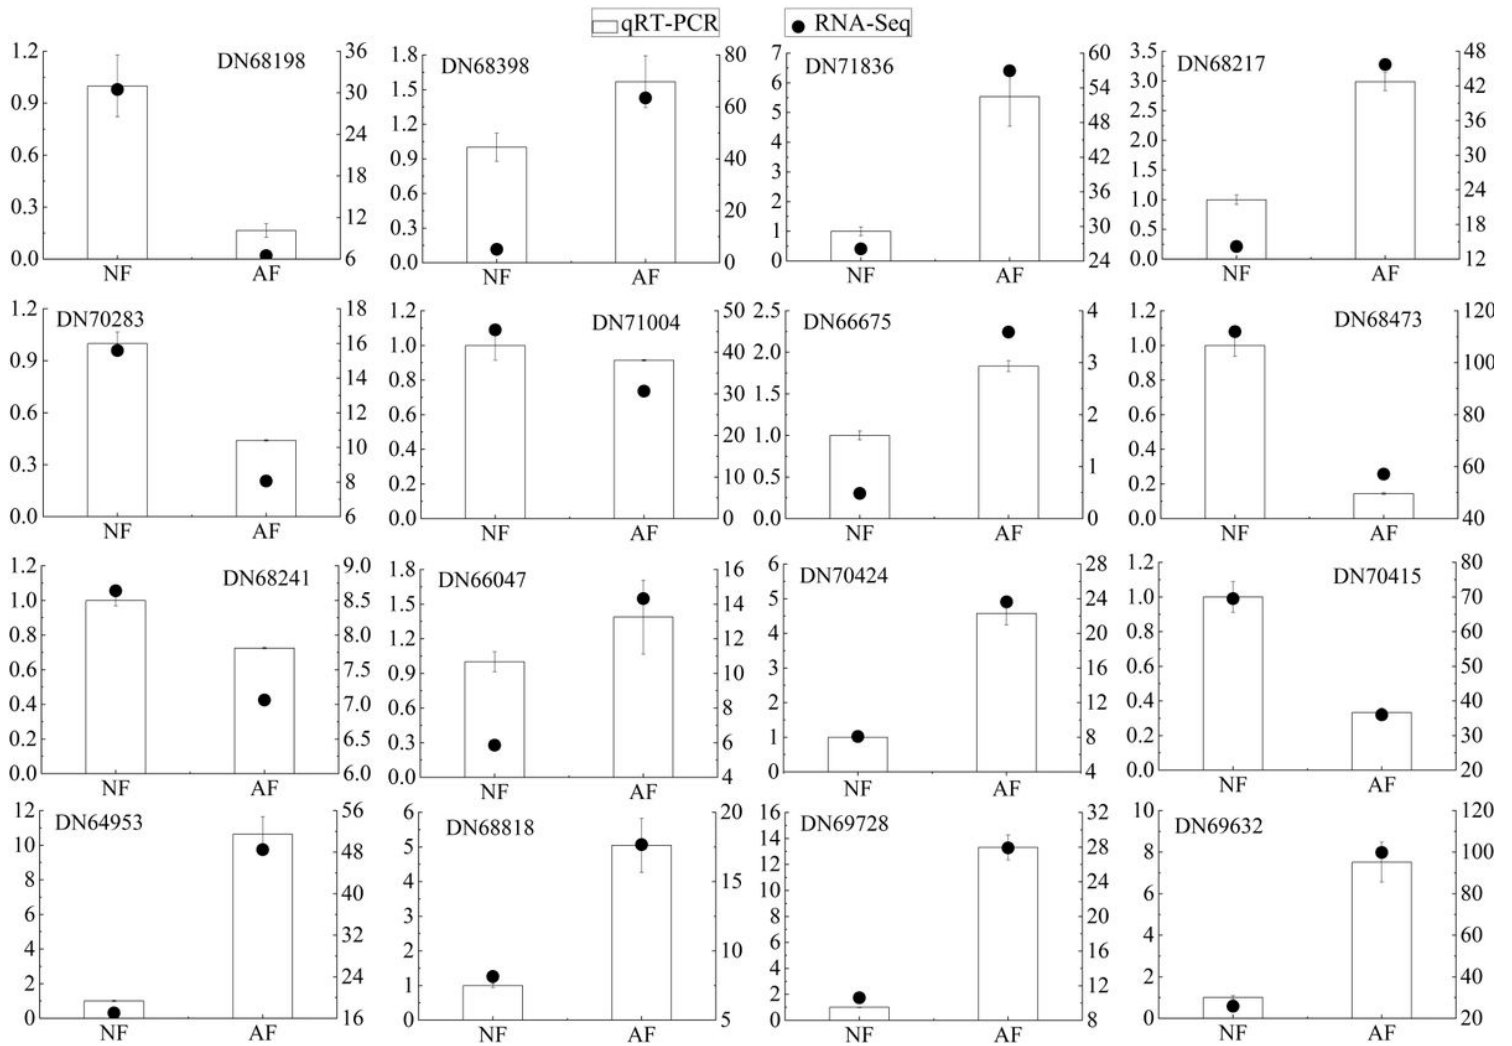 qRT-PCR RNA-Seq
DN68198
1.2 0.9 0.6 0.3 0.0
36 30 24 18 12 6
NF AF
DN68398
1.8 1.5 1.2 0.9 0.6 0.3 0.0
80 60 40 20 0
NF AF
DN71836
7 6 5 4 3 2 1 0
60 56 52 48 42 36 30 24
NF AF
DN68217
3.5 3.0 2.5 2.0 1.5 1.0 0.5 0.0
48 42 36 30 24 18 12
NF AF
DN70283
1.2 0.9 0.6 0.3 0.0
18 16 14 12 10 8 6
NF AF
DN71004
1.2 1.0 0.8 0.6 0.4 0.2 0.0
50 40 30 20 10 0
NF AF
DN66675
2.5 2.0 1.5 1.0 0.5 0.0
4 3 2 1 0
NF AF
DN68473
1.2 1.0 0.8 0.6 0.4 0.2 0.0
120 100 80 60 40
NF AF
DN68241
1.2 1.0 0.8 0.6 0.4 0.2 0.0
9.0 8.5 8.0 7.5 7.0 6.5 6.0
NF AF
DN66047
1.8 1.5 1.2 0.9 0.6 0.3 0.0
16 14 12 10 8 6 4
NF AF
DN70424
6 5 4 3 2 1 0
28 24 22 18 12 8 4
NF AF
DN70415
1.2 1.0 0.8 0.6 0.4 0.2 0.0
80 70 60 50 40 30 20
NF AF
DN64953
12 10 8 6 4 2 0
56 48 40 32 24 16
NF AF
DN68818
6 5 4 3 2 1 0
20 15 10 5
NF AF
DN69728
16 14 12 10 8 6 4 2 0
32 28 24 20 16 12 8
NF AF
DN69632
10 8 6 4 2 0
120 100 80 60 40 20
NF AF